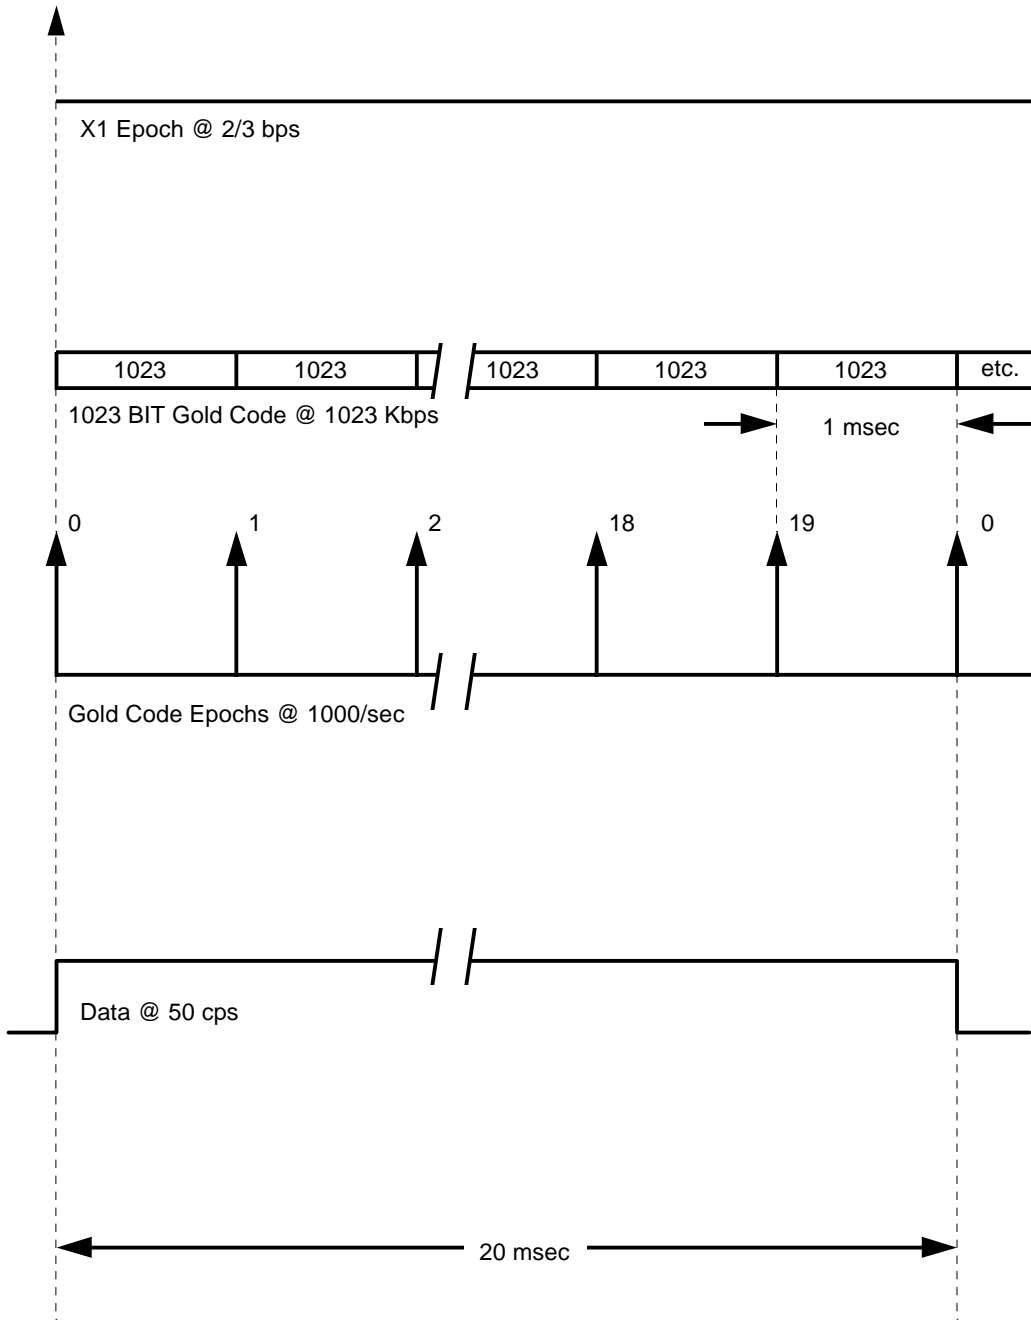 X1 Epoch @ 2/3 bps
1023 1023 1023 1023 1023 etc.
1023 BIT Gold Code @ 1023 Kbps
1 msec
0 1 2 18 19 0
Gold Code Epochs @ 1000/sec
Data @ 50 cps
20 msec